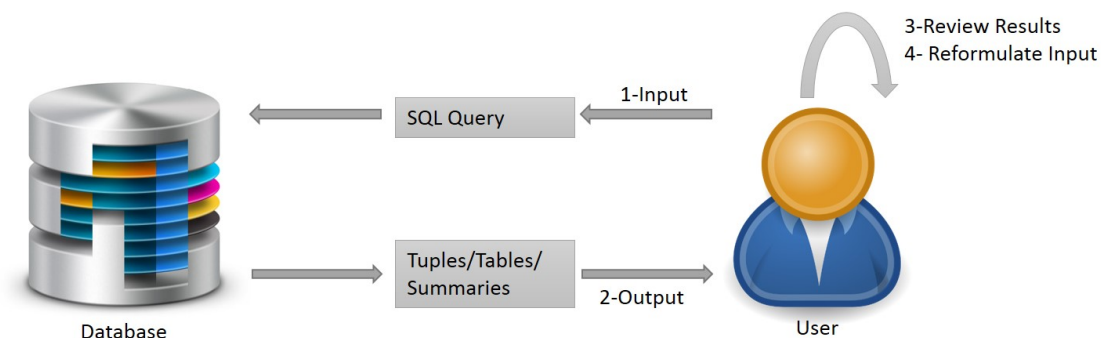 3-Review Results
4- Reformulate Input
1-Input
SQL Query
Tuples/Tables/
Summaries
2-Output
Database
User